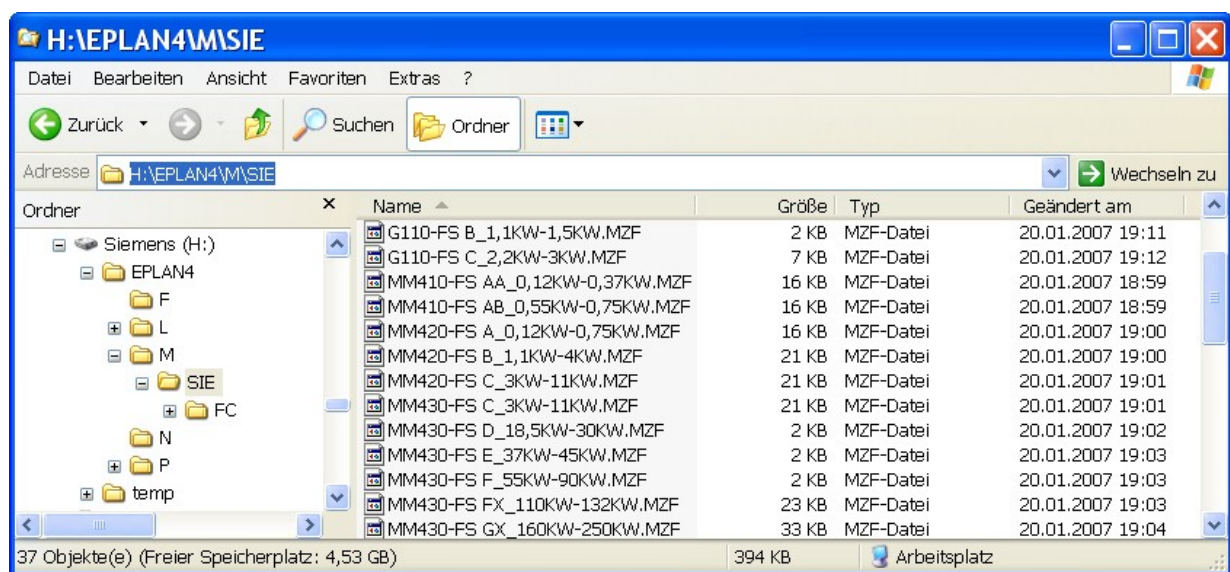 H:\EPLAN4\M\SIE
Datei Bearbeiten Ansicht Favoriten Extras ?
Zurück Suchen Ordner
Adresse H:\EPLAN4\M\SIE Wechseln zu
Ordner x Name Größe Typ Geändert am
Siemens (H:)
EPLAN4
F
L
M
SIE
FC
N
P
temp
G110-FS B_1,1KW-1,5KW.MZF 2 KB MZF-Datei 20.01.2007 19:11
G110-FS C_2,2KW-3KW.MZF 7 KB MZF-Datei 20.01.2007 19:12
MM410-FS AA_0,12KW-0,37KW.MZF 16 KB MZF-Datei 20.01.2007 18:59
MM410-FS AB_0,55KW-0,75KW.MZF 16 KB MZF-Datei 20.01.2007 18:59
MM420-FS A_0,12KW-0,75KW.MZF 16 KB MZF-Datei 20.01.2007 19:00
MM420-FS B_1,1KW-4KW.MZF 21 KB MZF-Datei 20.01.2007 19:00
MM420-FS C_3KW-11KW.MZF 21 KB MZF-Datei 20.01.2007 19:01
MM430-FS C_3KW-11KW.MZF 21 KB MZF-Datei 20.01.2007 19:01
MM430-FS D_18,5KW-30KW.MZF 2 KB MZF-Datei 20.01.2007 19:02
MM430-FS E_37KW-45KW.MZF 2 KB MZF-Datei 20.01.2007 19:03
MM430-FS F_55KW-90KW.MZF 2 KB MZF-Datei 20.01.2007 19:03
MM430-FS FX_110KW-132KW.MZF 23 KB MZF-Datei 20.01.2007 19:03
MM430-FS GX_160KW-250KW.MZF 33 KB MZF-Datei 20.01.2007 19:04
37 Objekte(e) (Freier Speicherplatz: 4,53 GB) 394 KB Arbeitsplatz